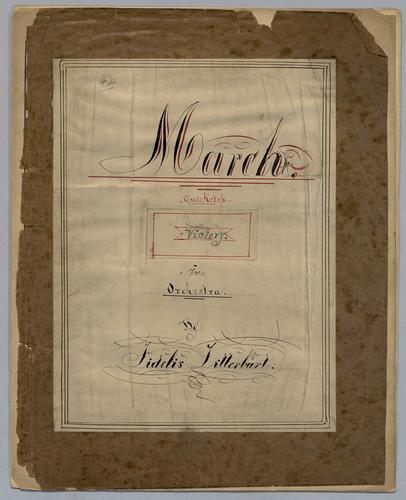 March.
Quickstep.
Victory.
For
Orchestra.
By
Fidelis Zitterbart.